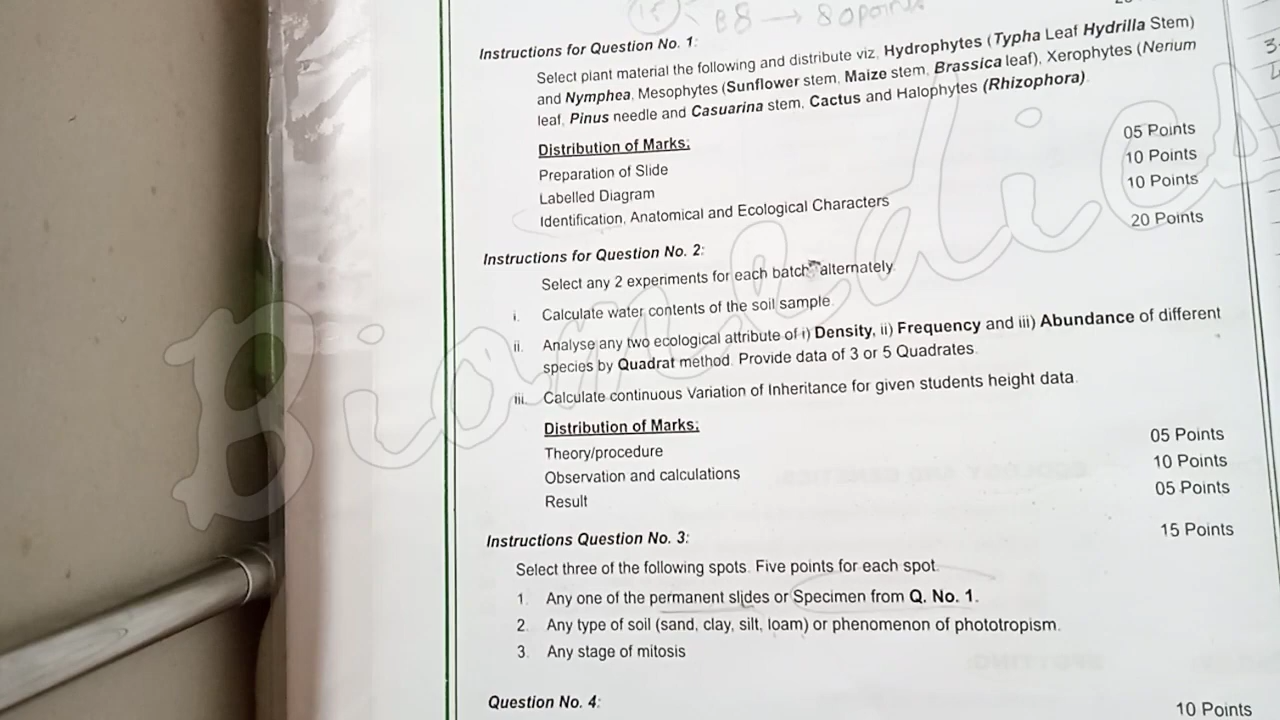 B8 → 80 points
Instructions for Question No. 1:
Select plant material the following and distribute viz. Hydrophytes (Typha Leaf Hydrilla Stem)
and Nymphea, Mesophytes (Sunflower stem, Maize stem, Brassica leaf), Xerophytes (Nerium
leaf, Pinus needle and Casuarina stem, Cactus and Halophytes (Rhizophora).
Distribution of Marks:
Preparation of Slide 05 Points
Labelled Diagram 10 Points
Identification, Anatomical and Ecological Characters 10 Points
Instructions for Question No. 2: 20 Points
Select any 2 experiments for each batch alternately.
i. Calculate water contents of the soil sample.
ii. Analyse any two ecological attribute of i) Density, ii) Frequency and iii) Abundance of different
species by Quadrat method. Provide data of 3 or 5 Quadrates.
iii. Calculate continuous Variation of Inheritance for given students height data.
Distribution of Marks:
Theory/procedure 05 Points
Observation and calculations 10 Points
Result 05 Points
Instructions Question No. 3: 15 Points
Select three of the following spots. Five points for each spot.
1. Any one of the permanent slides or Specimen from Q. No. 1.
2. Any type of soil (sand, clay, silt, loam) or phenomenon of phototropism.
3. Any stage of mitosis
Question No. 4: 10 Points
Biomedics